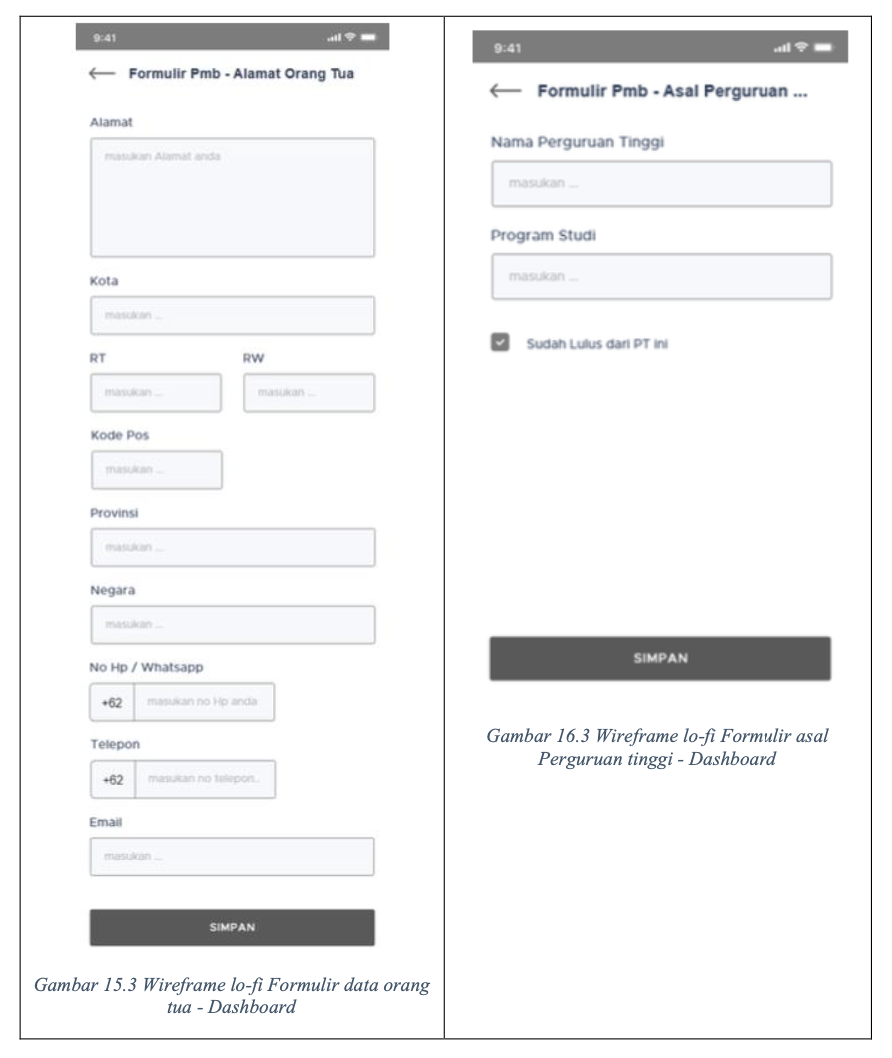 9:41
Formulir Pmb - Alamat Orang Tua
Alamat
masukan Alamat anda
Kota
masukan ...
RT RW
masukan ... masukan ...
Kode Pos
masukan ...
Provinsi
masukan ...
Negara
masukan ...
No Hp / Whatsapp
+62 masukan no Hp anda
Telepon
+62 masukan no telepon..
Email
masukan ...
SIMPAN
Gambar 15.3 Wireframe lo-fi Formulir data orang
tua - Dashboard
9:41
Formulir Pmb - Asal Perguruan ...
Nama Perguruan Tinggi
masukan ...
Program Studi
masukan ...
Sudah Lulus dari PT ini
SIMPAN
Gambar 16.3 Wireframe lo-fi Formulir asal
Perguruan tinggi - Dashboard